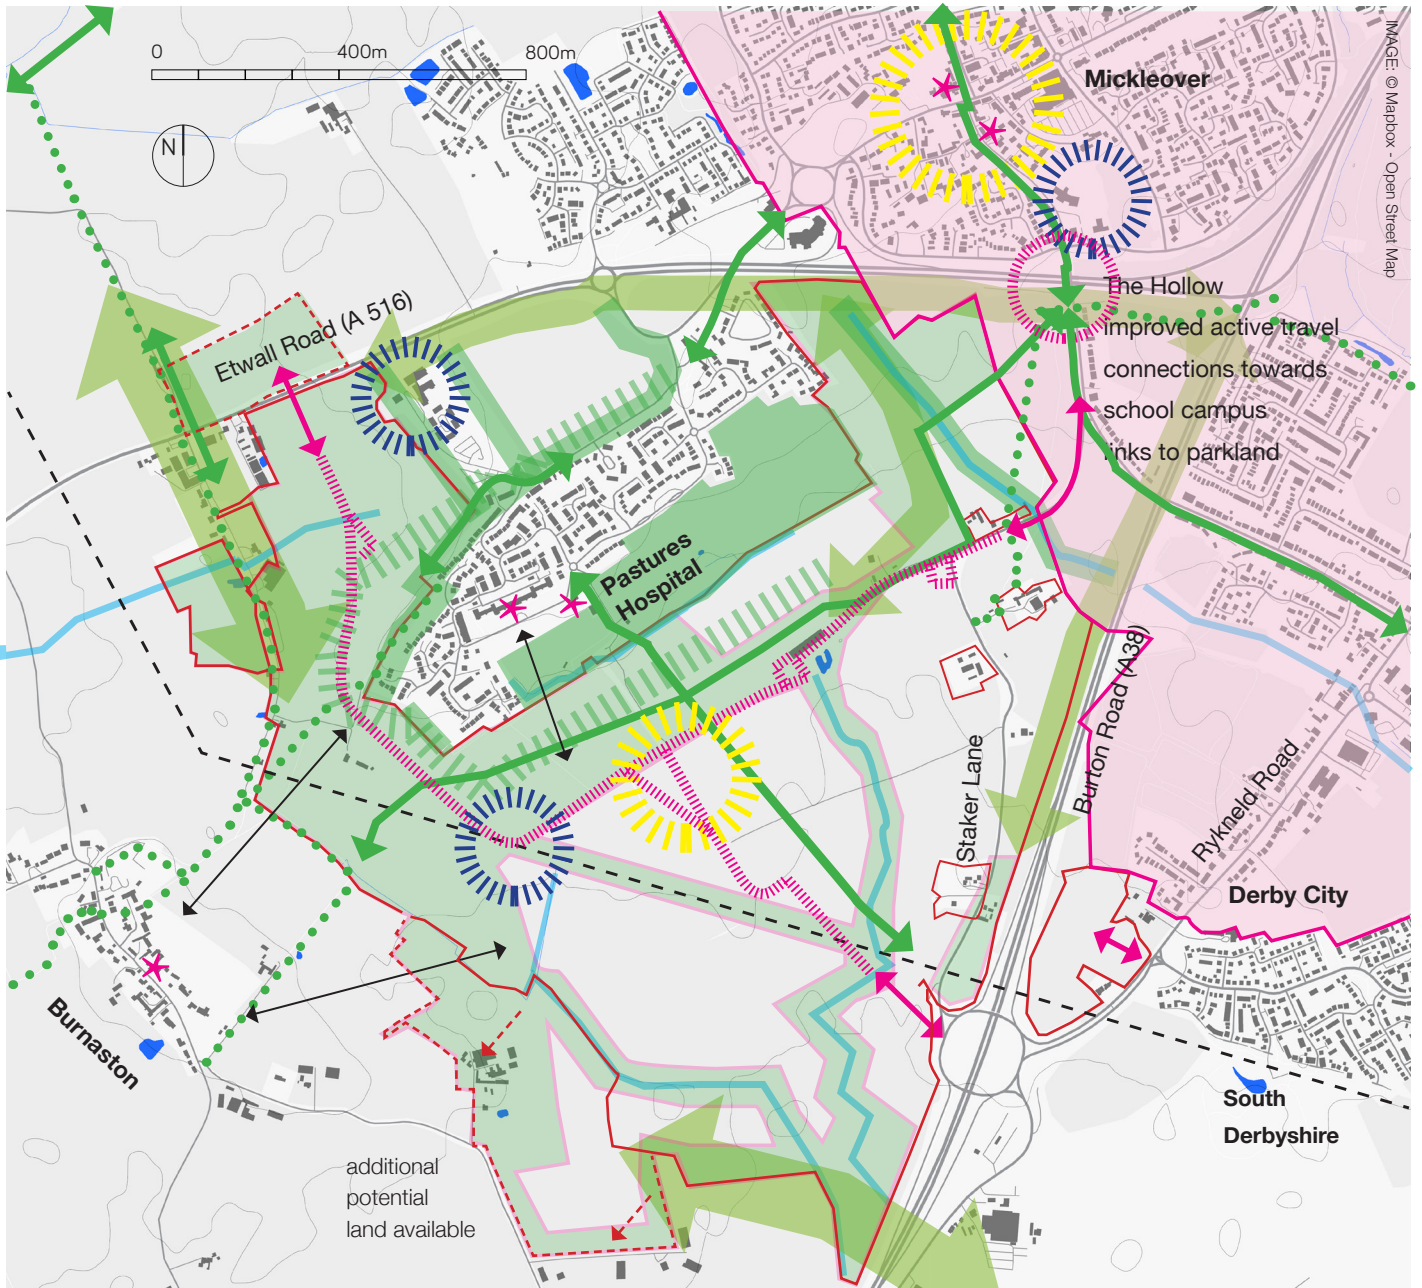 0
400m
800m
N
Mickleover
IMAGE: © Mapbox - Open Street Map
The Hollow
improved active travel
connections towards
school campus
links to parkland
Etwall Road (A 516)
Pastures
Hospital
Staker Lane
Burton Road (A38)
Rykneld Road
Derby City
Burnaston
South
Derbyshire
additional
potential
land available